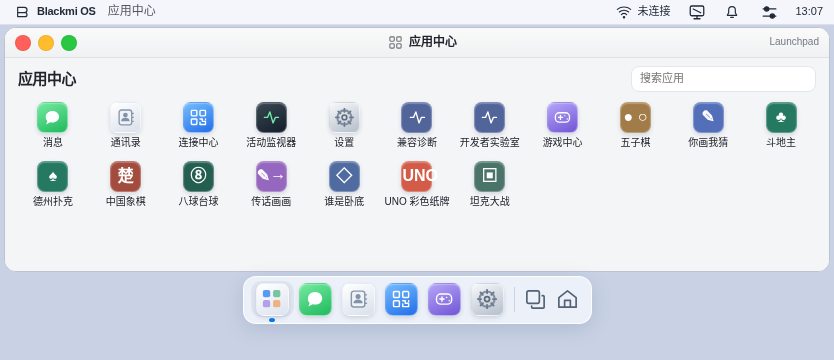 Blackmi OS 应用中心 未连接 13:07
应用中心 Launchpad
应用中心 搜索应用
消息 通讯录 连接中心 活动监视器 设置 兼容诊断 开发者实验室 游戏中心 五子棋 你画我猜 斗地主
楚 8 UNO
德州扑克 中国象棋 八球台球 传话画画 谁是卧底 UNO 彩色纸牌 坦克大战